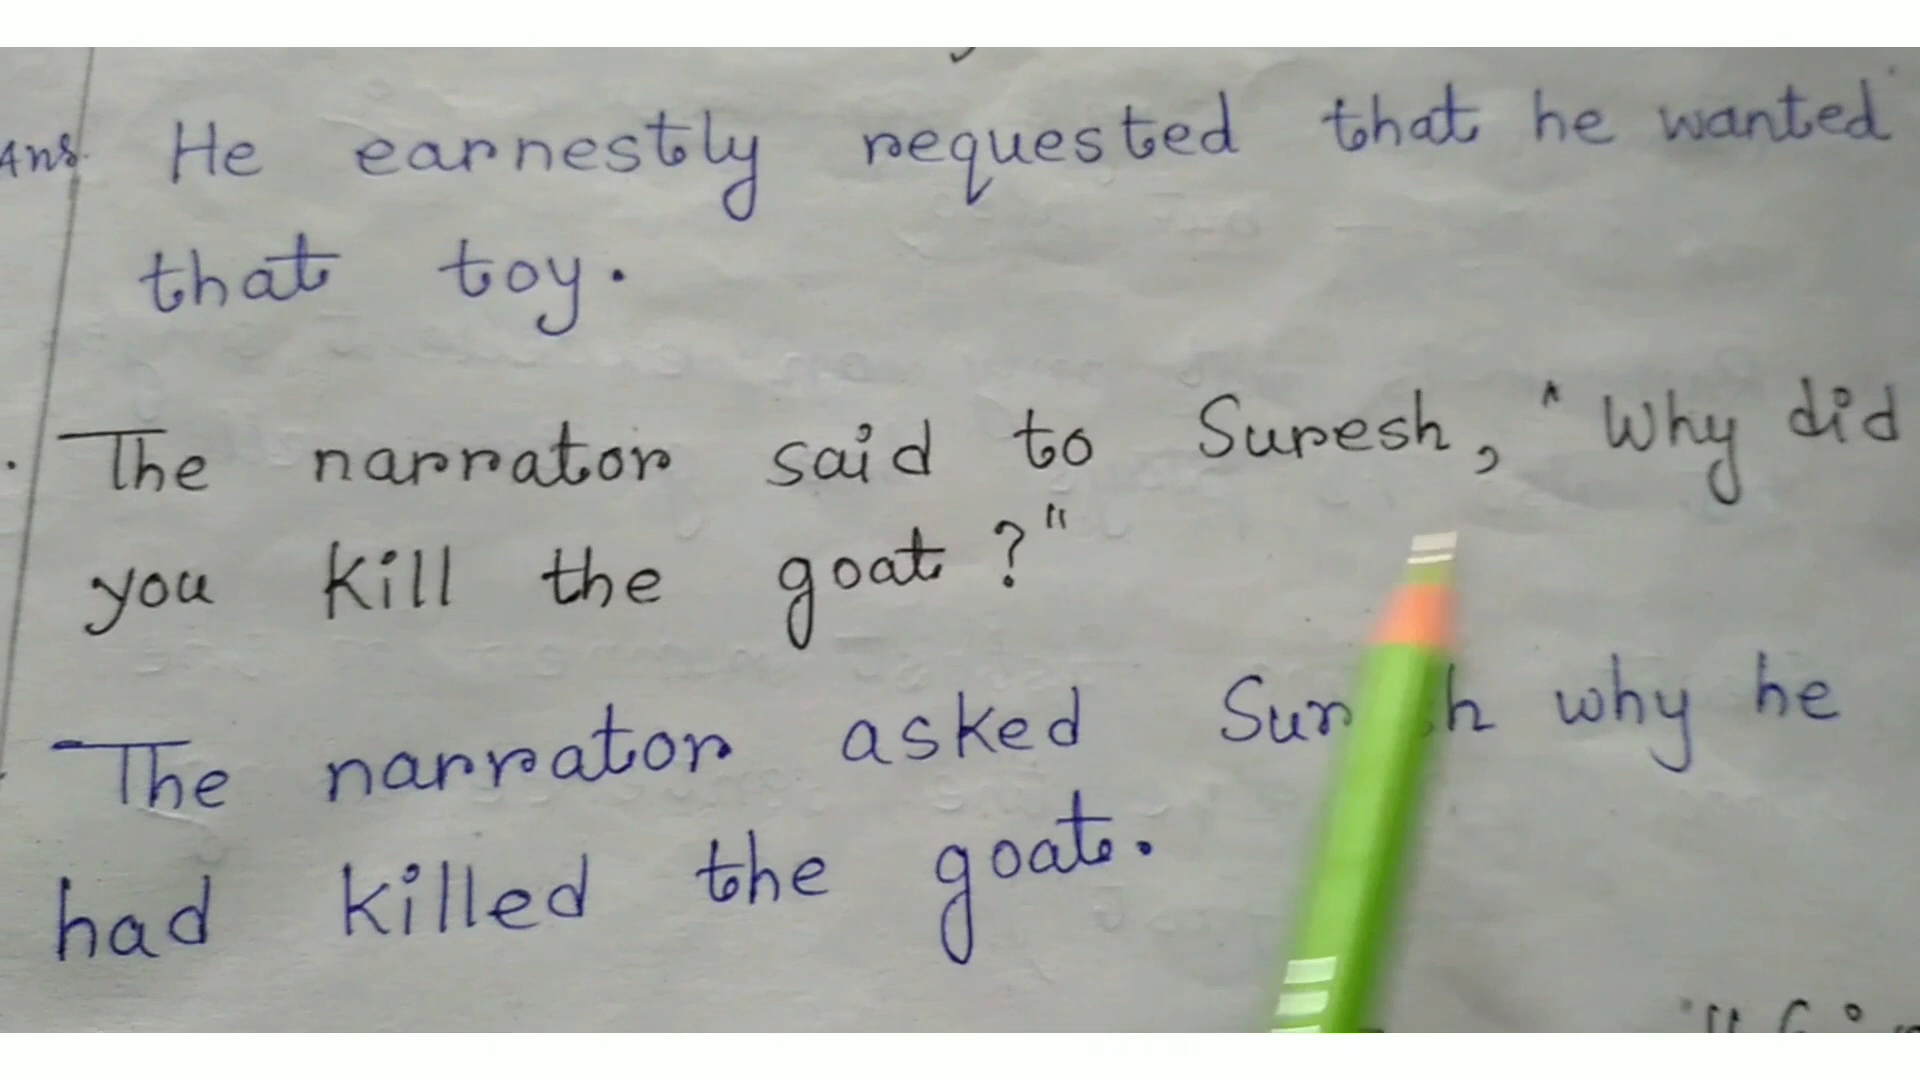 Ans. He earnestly requested that he wanted
that toy.
The narrator said to Suresh, "Why did
you kill the goat?"
The narrator asked why he
had killed the goat.